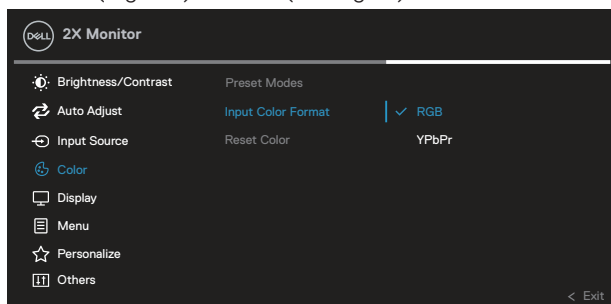 DELL 2X Monitor
Brightness/Contrast Preset Modes
Auto Adjust Input Color Format RGB
Input Source Reset Color YPbPr
Color
Display
Menu
Personalize
Others
< Exit